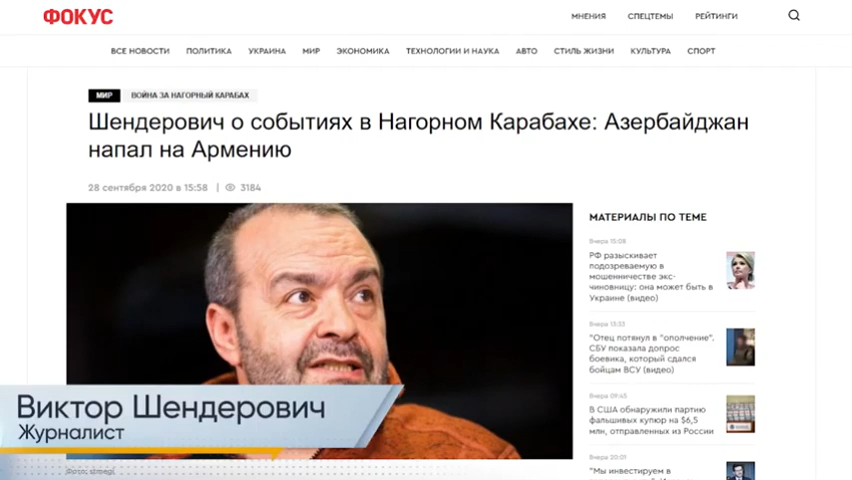 ФОКУС
МНЕНИЯ СПЕЦТЕМЫ РЕЙТИНГИ
ВСЕ НОВОСТИ ПОЛИТИКА УКРАИНА МИР ЭКОНОМИКА ТЕХНОЛОГИИ И НАУКА АВТО СТИЛЬ ЖИЗНИ КУЛЬТУРА СПОРТ
МИР ВОЙНА ЗА НАГОРНЫЙ КАРАБАХ
Шендерович о событиях в Нагорном Карабахе: Азербайджан
напал на Армению
28 сентября 2020 в 15:58 | 3184
МАТЕРИАЛЫ ПО ТЕМЕ
Вчера 15:08
РФ разыскивает
подозреваемую в
мошенничестве экс-
чиновницу: она может быть в
Украине (видео)
Вчера 13:33
"Отец потянул в "ополчение".
СБУ показала допрос
боевика, который сдался
бойцам ВСУ (видео)
Вчера 09:45
В США обнаружили партию
фальшивых купюр на $6,5
млн, отправленных из России
Вчера 20:01
"Мы инвестируем в
Виктор Шендерович
Журналист
Фото: stmegi